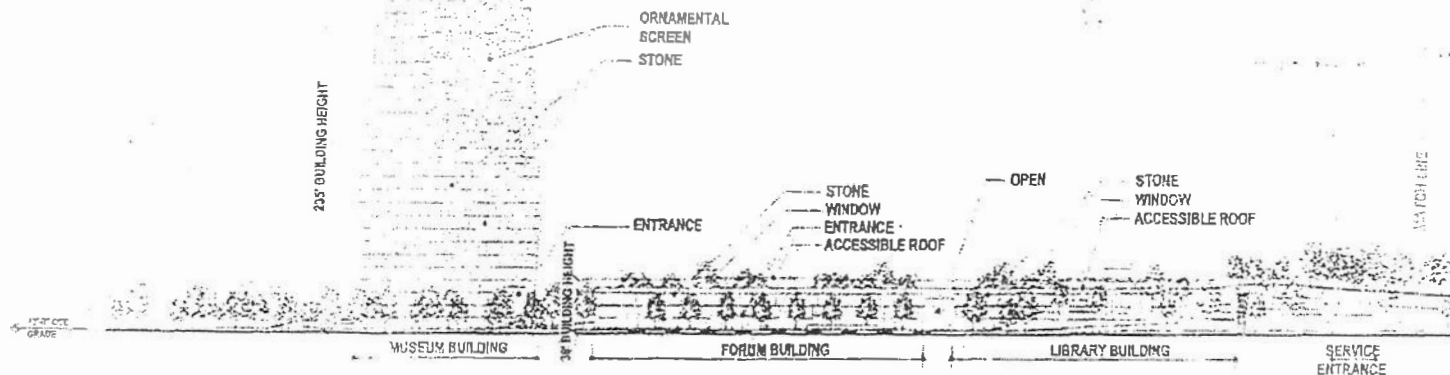 ORNAMENTAL
SCREEN
STONE
235' BUILDING HEIGHT
ENTRANCE
38' BUILDING HEIGHT
STONE
WINDOW
ENTRANCE
ACCESSIBLE ROOF
OPEN
STONE
WINDOW
ACCESSIBLE ROOF
MATCH LINE
GRADE
MUSEUM BUILDING
FORUM BUILDING
LIBRARY BUILDING
SERVICE
ENTRANCE